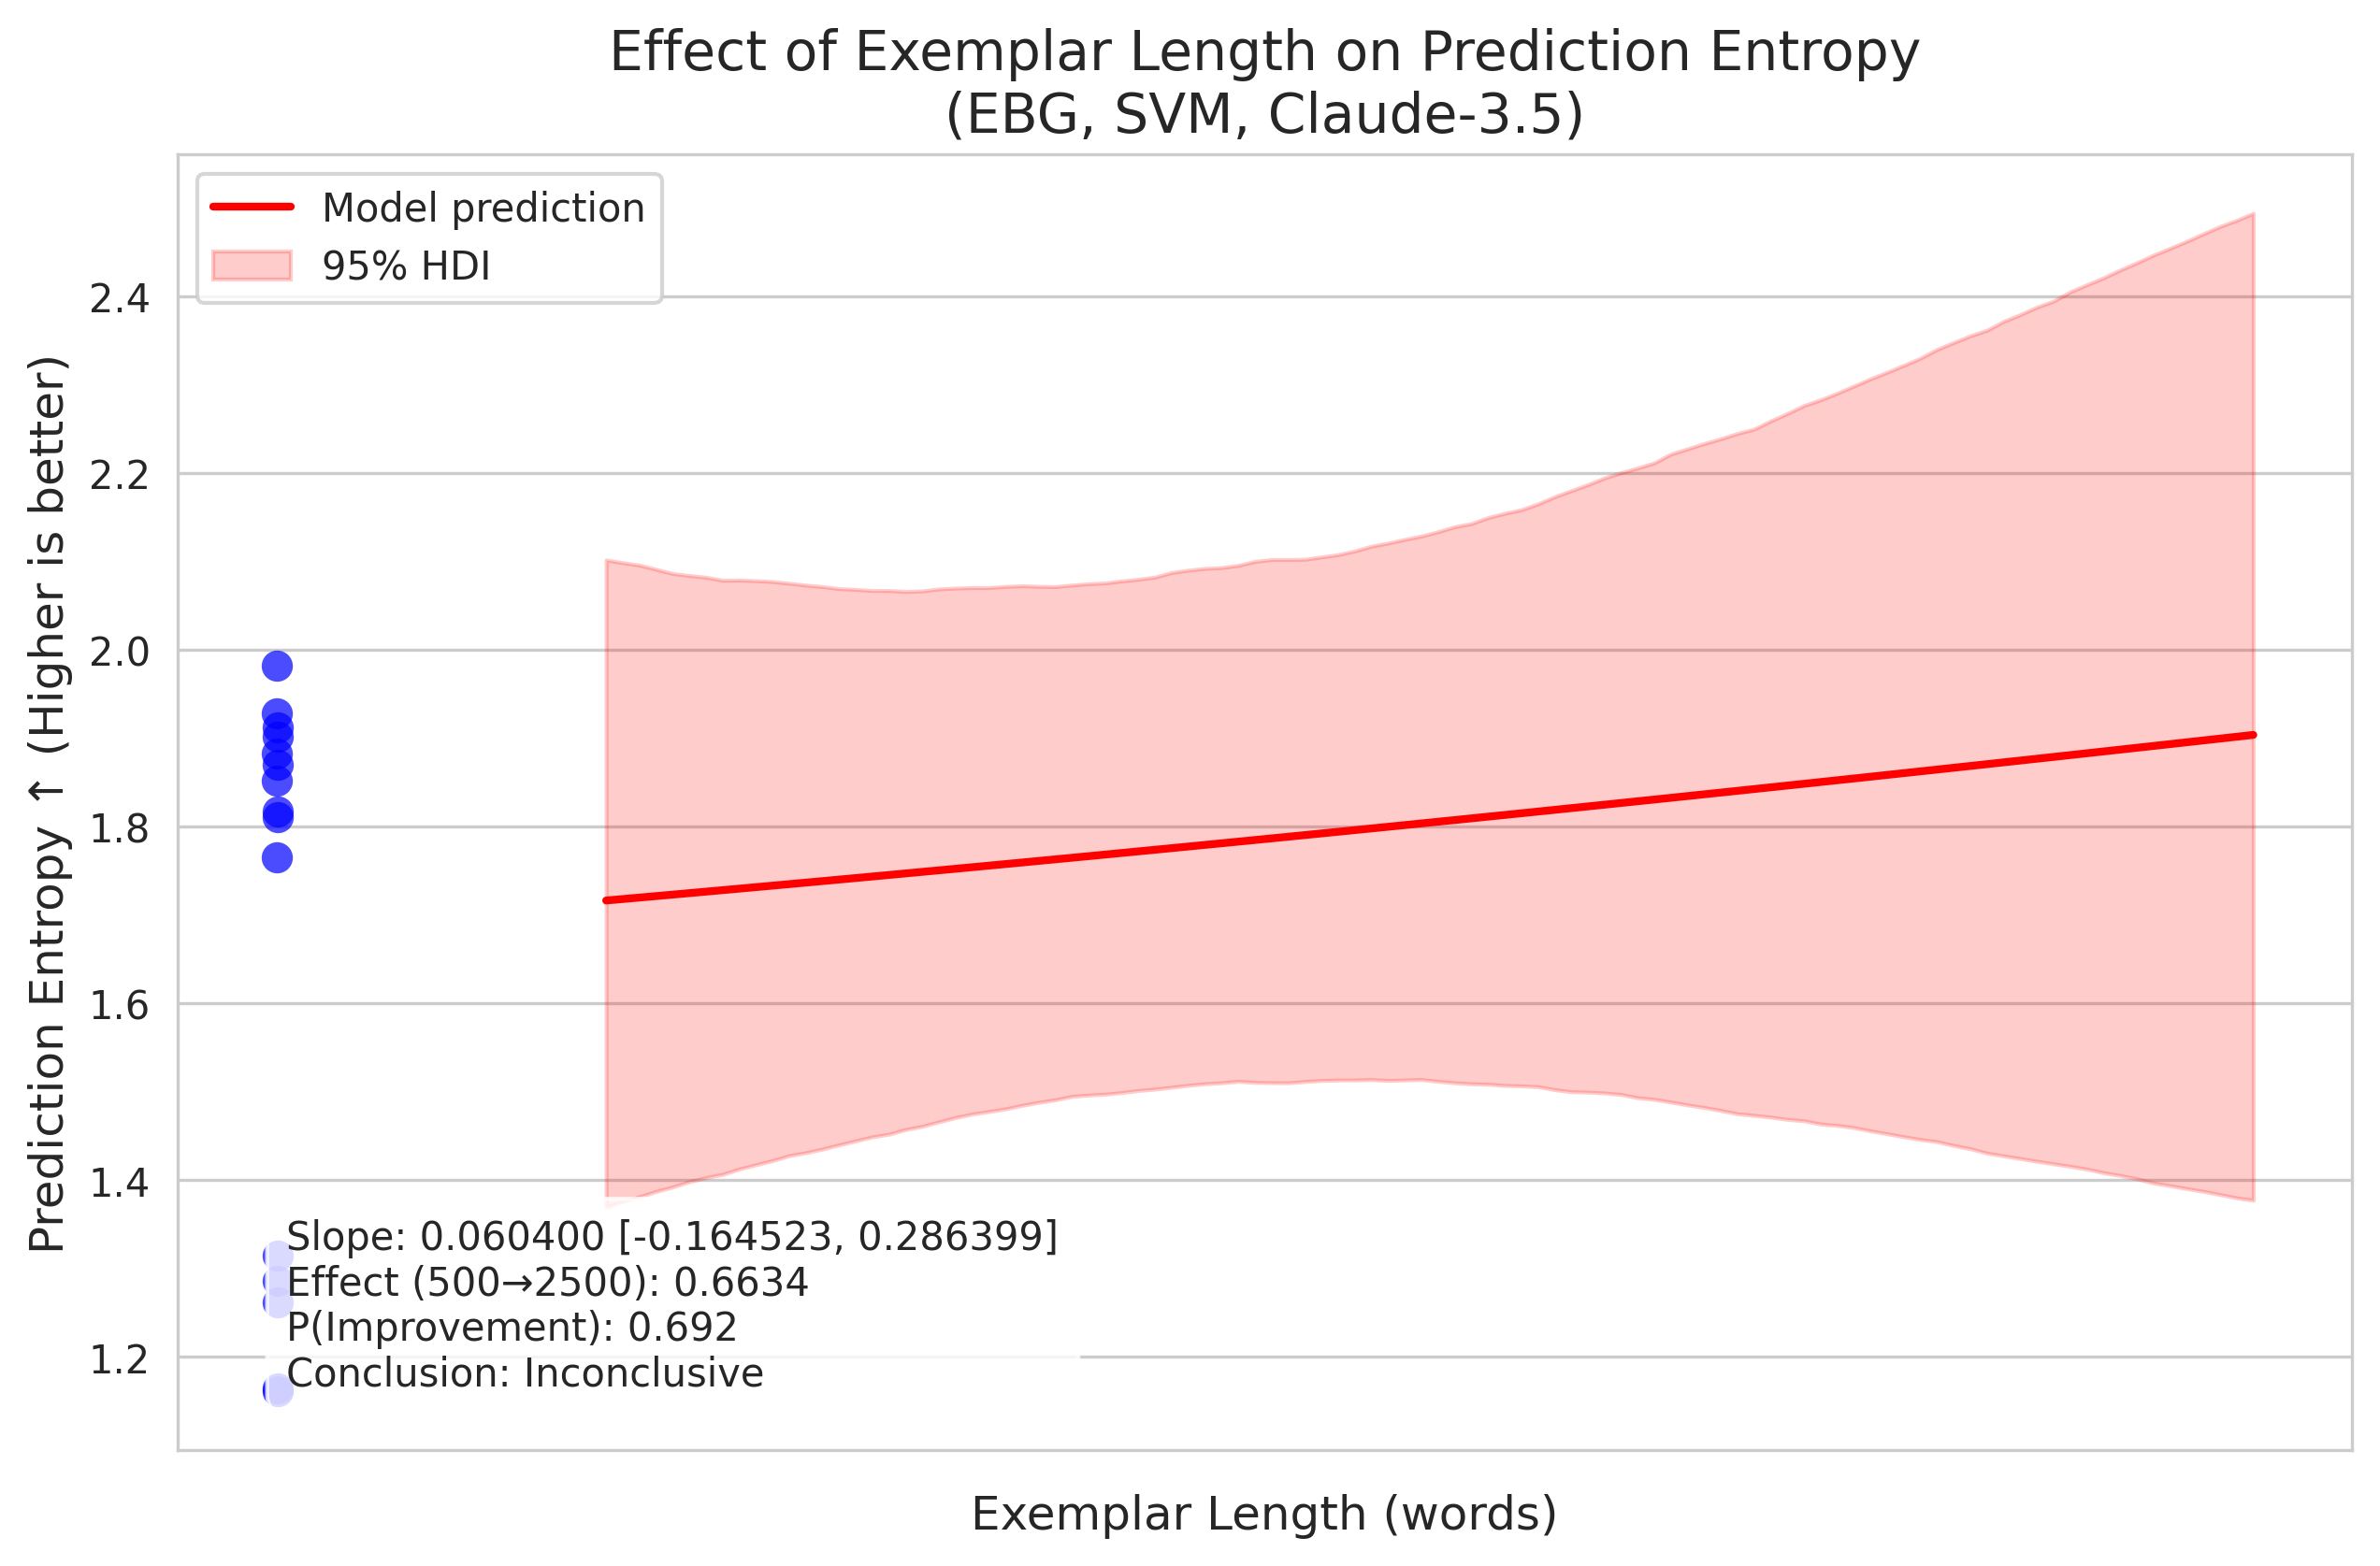 Effect of Exemplar Length on Prediction Entropy
(EBG, SVM, Claude-3.5)
Model prediction
95% HDI
Prediction Entropy ↑ (Higher is better)
2.4
2.2
2.0
1.8
1.6
1.4
1.2
Slope: 0.060400 [-0.164523, 0.286399]
Effect (500→2500): 0.6634
P(Improvement): 0.692
Conclusion: Inconclusive
Exemplar Length (words)